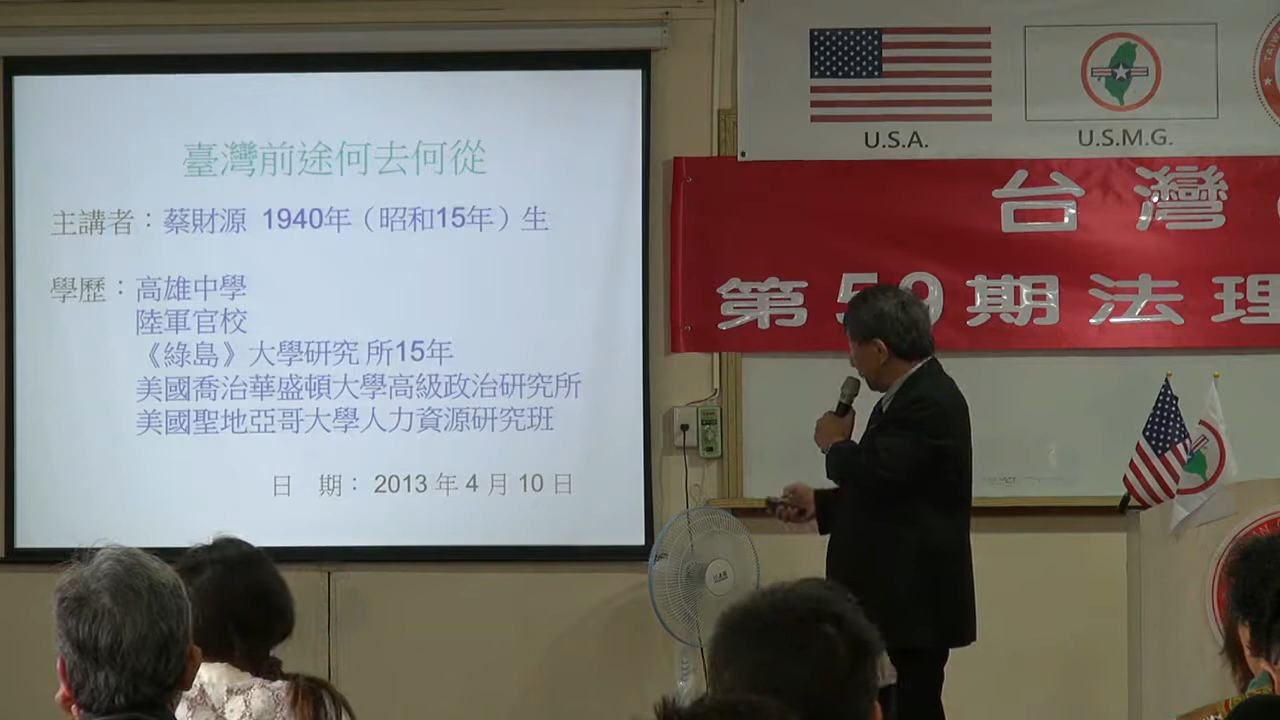 臺灣前途何去何從
主講者：蔡財源 1940年（昭和15年）生
學歷：高雄中學
陸軍官校
《綠島》大學研究 所15年
美國喬治華盛頓大學高級政治研究所
美國聖地亞哥大學人力資源研究班
日 期： 2013 年 4 月 10 日
U.S.A.
U.S.M.G.
台 灣
第59期法理